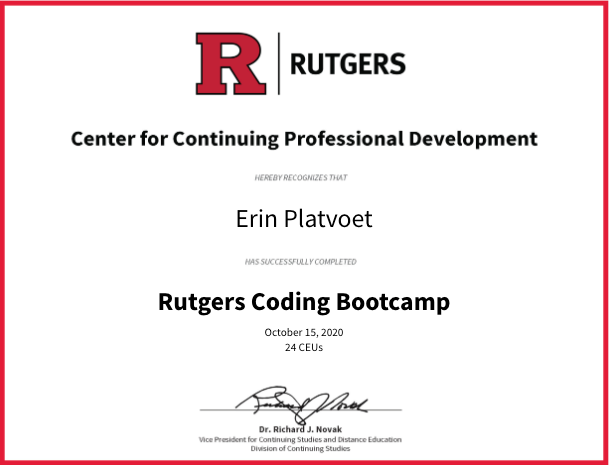 R | RUTGERS
Center for Continuing Professional Development
HEREBY RECOGNIZES THAT
Erin Platvoet
HAS SUCCESSFULLY COMPLETED
Rutgers Coding Bootcamp
October 15, 2020
24 CEUs
Richard J. Novak
Dr. Richard J. Novak
Vice President for Continuing Studies and Distance Education
Division of Continuing Studies